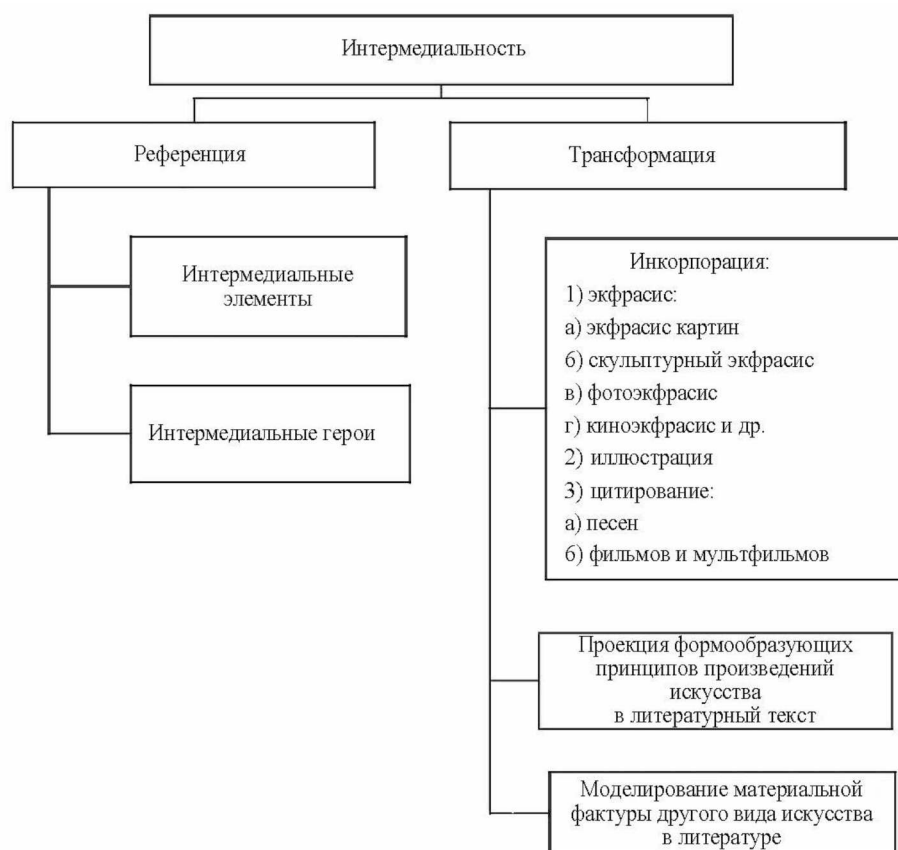 Интермедиальность
Референция
Трансформация
Интермедиальные
элементы
Интермедиальные герои
Инкорпорация:
1) экфрасис:
а) экфрасис картин
б) скульптурный экфрасис
в) фотоэкфрасис
г) киноэкфрасис и др.
2) иллюстрация
3) цитирование:
а) песен
б) фильмов и мультфильмов
Проекция формообразующих
принципов произведений
искусства
в литературный текст
Моделирование материальной
фактуры другого вида искусства
в литературе